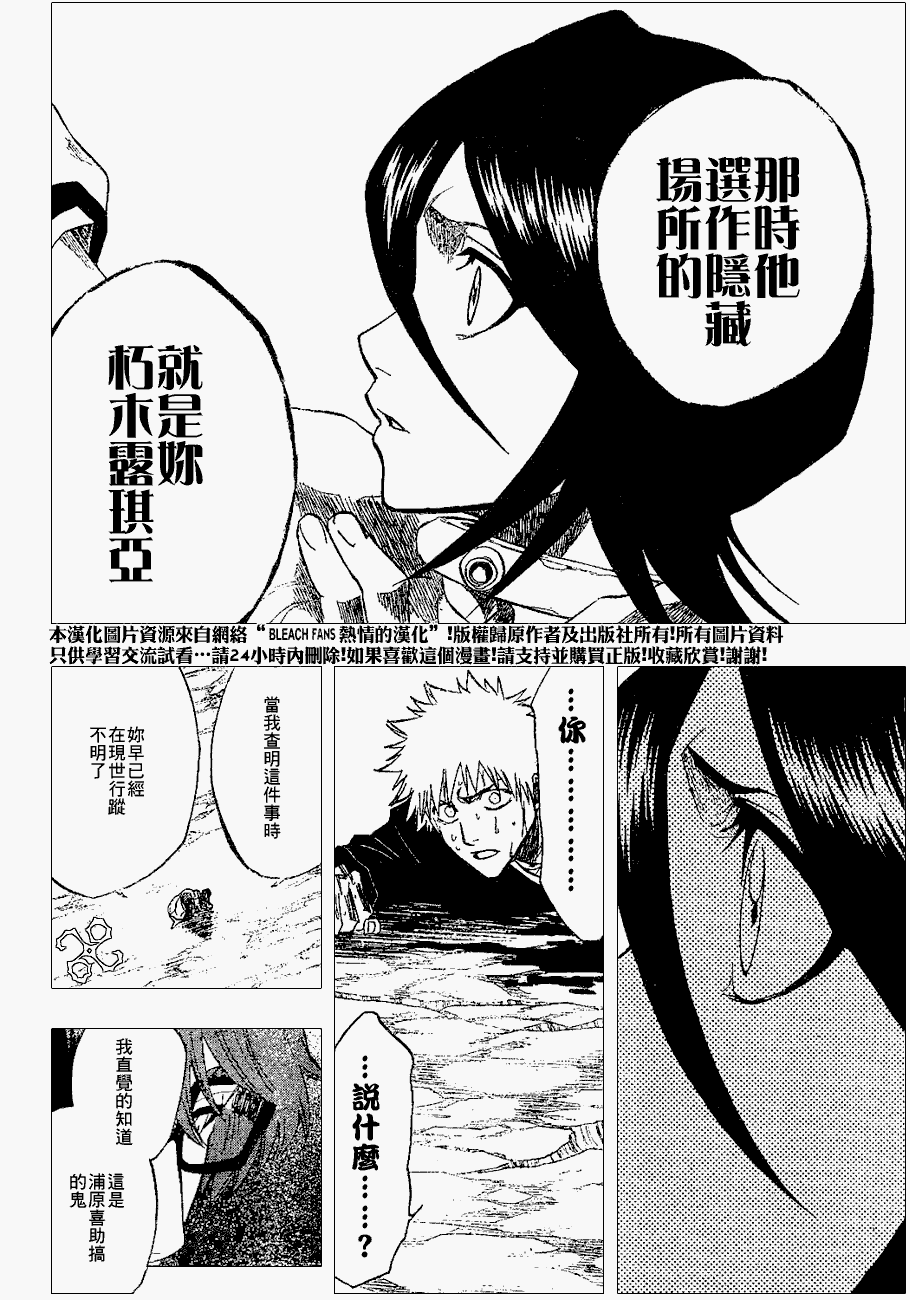 那時他
選作隱藏
場所的
就是妳
朽木露琪亞
本漢化圖片資源來自網絡“BLEACH FANS 熱情的漢化”!版權歸原作者及出版社所有!所有圖片資料
只供學習交流試看…請24小時內刪除!如果喜歡這個漫畫!請支持並購買正版!收藏欣賞!謝謝!
…你…………
…説什麼……?
當我查明這件事時
妳早已經
在現世行蹤
不明了
我直覺的知道
這是
浦原喜助搞
的鬼